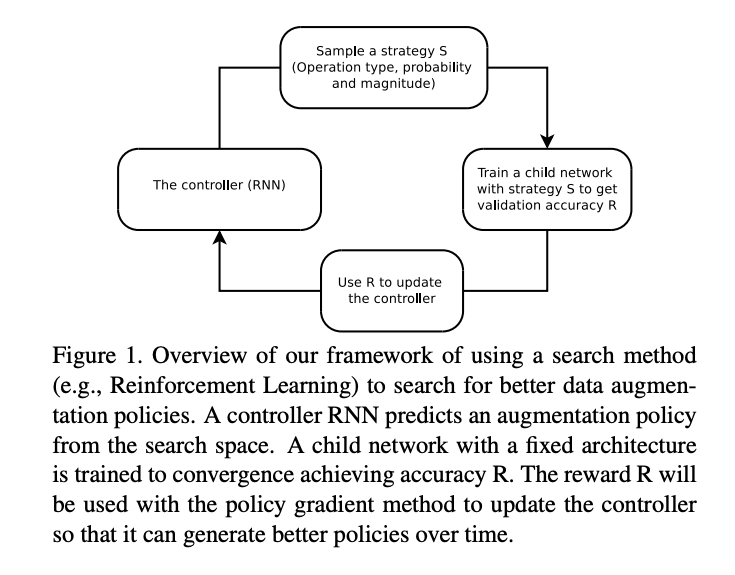 Sample a strategy S
(Operation type, probability
and magnitude)
The controller (RNN)
Train a child network
with strategy S to get
validation accuracy R
Use R to update
the controller
Figure 1. Overview of our framework of using a search method
(e.g., Reinforcement Learning) to search for better data augmen-
tation policies. A controller RNN predicts an augmentation policy
from the search space. A child network with a fixed architecture
is trained to convergence achieving accuracy R. The reward R will
be used with the policy gradient method to update the controller
so that it can generate better policies over time.